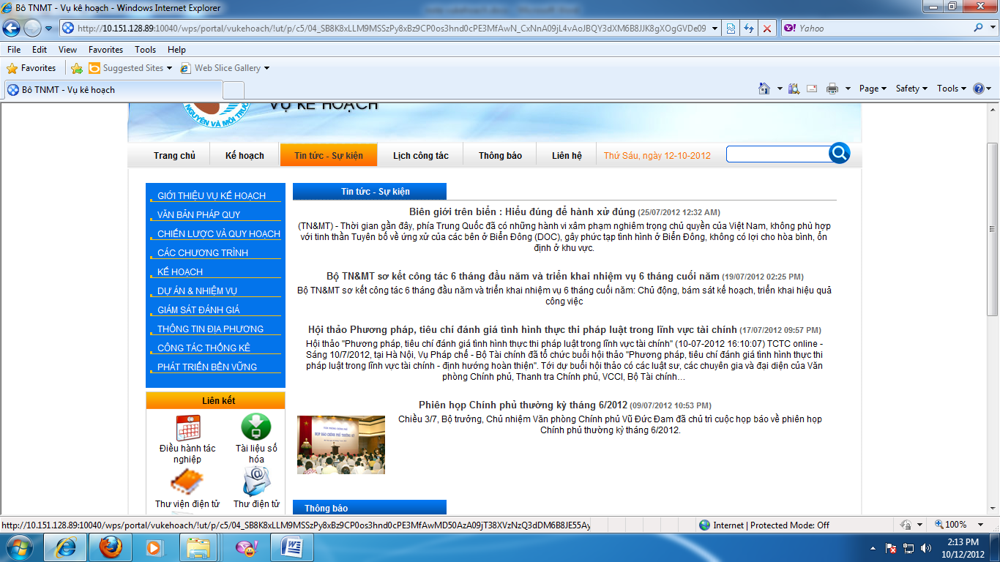 Bô TNMT - Vụ kê hoạch - Windows Internet Explorer
http://10.151.128.89:10040/wps/portal/vukehoach/!ut/p/c5/04_SB8K8xLLM9MSSzPy8xBz9CP0os3hnd0cPE3MfAwN_CxNnA09jL4vAoJBQY3dXM6B8JJK8gXOgGVDe09
Yahoo
File Edit View Favorites Tools Help
Favorites Suggested Sites Web Slice Gallery
Bô TNMT - Vụ kê hoạch
Page Safety Tools
NGUYÊN VÀ MÔI TRƯỜ
VỤ KẾ HOẠCH
Trang chủ Kế hoạch Tin tức - Sự kiện Lịch công tác Thông báo Liên hệ Thứ Sáu, ngày 12-10-2012
GIỚI THIỆU VỤ KẾ HOẠCH
VĂN BẢN PHÁP QUY
CHIẾN LƯỢC VÀ QUY HOẠCH
CÁC CHƯƠNG TRÌNH
KẾ HOẠCH
DỰ ÁN & NHIỆM VỤ
GIÁM SÁT ĐÁNH GIÁ
THÔNG TIN ĐỊA PHƯƠNG
CÔNG TÁC THỐNG KÊ
PHÁT TRIỂN BỀN VỮNG
Liên kết
Điều hành tác nghiệp
Tài liệu số hóa
Thư viện điện tử
Thư điện tử
Tin tức - Sự kiện
Biên giới trên biển : Hiểu đúng để hành xử đúng (25/07/2012 12:32 AM)
(TN&MT) - Thời gian gần đây, phía Trung Quốc đã có những hành vi xâm phạm nghiêm trọng chủ quyền của Việt Nam, không phù hợp
với tinh thần Tuyên bố về ứng xử của các bên ở Biển Đông (DOC), gây phức tạp tình hình ở Biển Đông, không có lợi cho hòa bình, ổn
định ở khu vực.
Bộ TN&MT sơ kết công tác 6 tháng đầu năm và triển khai nhiệm vụ 6 tháng cuối năm (19/07/2012 02:25 PM)
Bộ TN&MT sơ kết công tác 6 tháng đầu năm và triển khai nhiệm vụ 6 tháng cuối năm: Chủ động, bám sát kế hoạch, triển khai hiệu quả
công việc
Hội thảo Phương pháp, tiêu chí đánh giá tình hình thực thi pháp luật trong lĩnh vực tài chính (17/07/2012 09:57 PM)
Hội thảo "Phương pháp, tiêu chí đánh giá tình hình thực thi pháp luật trong lĩnh vực tài chính" (10-07-2012 16:10:07) TCTC online -
Sáng 10/7/2012, tại Hà Nội, Vụ Pháp chế - Bộ Tài chính đã tổ chức buổi hội thảo "Phương pháp, tiêu chí đánh giá tình hình thực thi
pháp luật trong lĩnh vực tài chính - định hướng hoàn thiện". Tới dự buổi hội thảo có các luật sư, các chuyên gia và đại diện của Văn
phòng Chính phủ, Thanh tra Chính phủ, VCCI, Bộ Tài chính...
Phiên họp Chính phủ thường kỳ tháng 6/2012 (09/07/2012 10:53 PM)
Chiều 3/7, Bộ trưởng, Chủ nhiệm Văn phòng Chính phủ Vũ Đức Đam đã chủ trì cuộc họp báo về phiên họp
Chính phủ thường kỳ tháng 6/2012.
HỌP BÁO CHÍNH PHỦ THƯỜNG KỲ
Thông báo
http://10.151.128.89:10040/wps/portal/vukehoach/!ut/p/c5/04_SB8K8xLLM9MSSzPy8xBz9CP0os3hnd0cPE3MfAwMD50AzA09jT38XVzNzQ3dDM6B8JE55Ay
Internet | Protected Mode: Off
100%
2:13 PM
10/12/2012